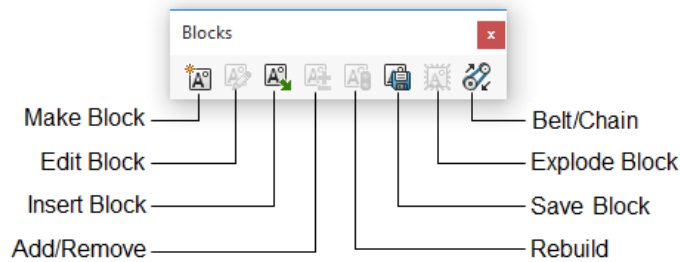 Blocks
x
Make Block
Belt/Chain
Edit Block
Explode Block
Insert Block
Save Block
Add/Remove
Rebuild